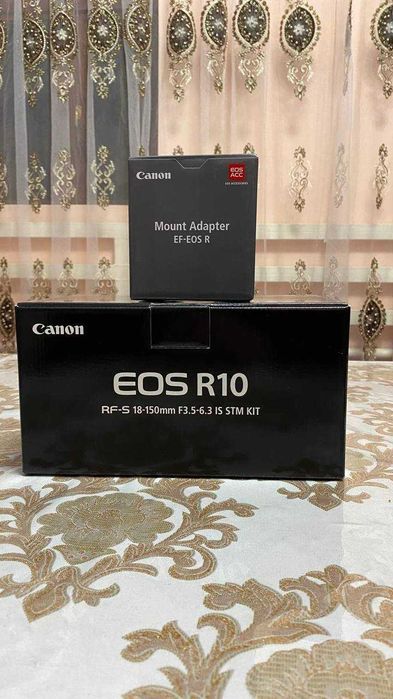 Canon
EOS
ACC
EOS ACCESSORIES
Mount Adapter
EF-EOS R
Canon
EOS R10
RF-S 18-150mm F3.5-6.3 IS STM KIT